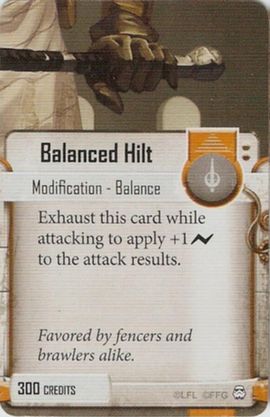 Balanced Hilt
Modification - Balance
Exhaust this card while
attacking to apply +1
to the attack results.
Favored by fencers and
brawlers alike.
300 CREDITS
©LFL ©FFG